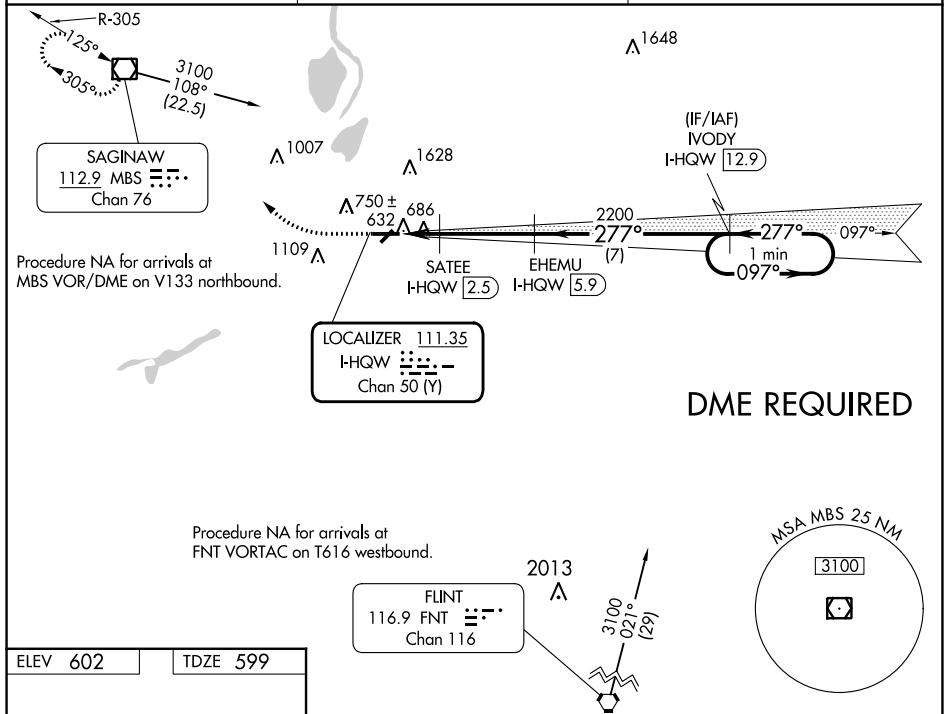 R-305
125°
305°
3100
108°
(22.5)
SAGINAW
112.9 MBS
Chan 76
1648
1007
1628
750 ±
632
686
1109
(IF/IAF)
IVODY
I-HQW 12.9
2200
277°
(7)
277°
097°
1 min
097°
SATEE
I-HQW 2.5
EHEMU
I-HQW 5.9
Procedure NA for arrivals at
MBS VOR/DME on V133 northbound.
LOCALIZER 111.35
I-HQW
Chan 50 (Y)
DME REQUIRED
Procedure NA for arrivals at
FNT VORTAC on T616 westbound.
2013
FLINT
116.9 FNT
Chan 116
3100
021°
(29)
MSA MBS 25 NM
3100
ELEV 602
TDZE 599